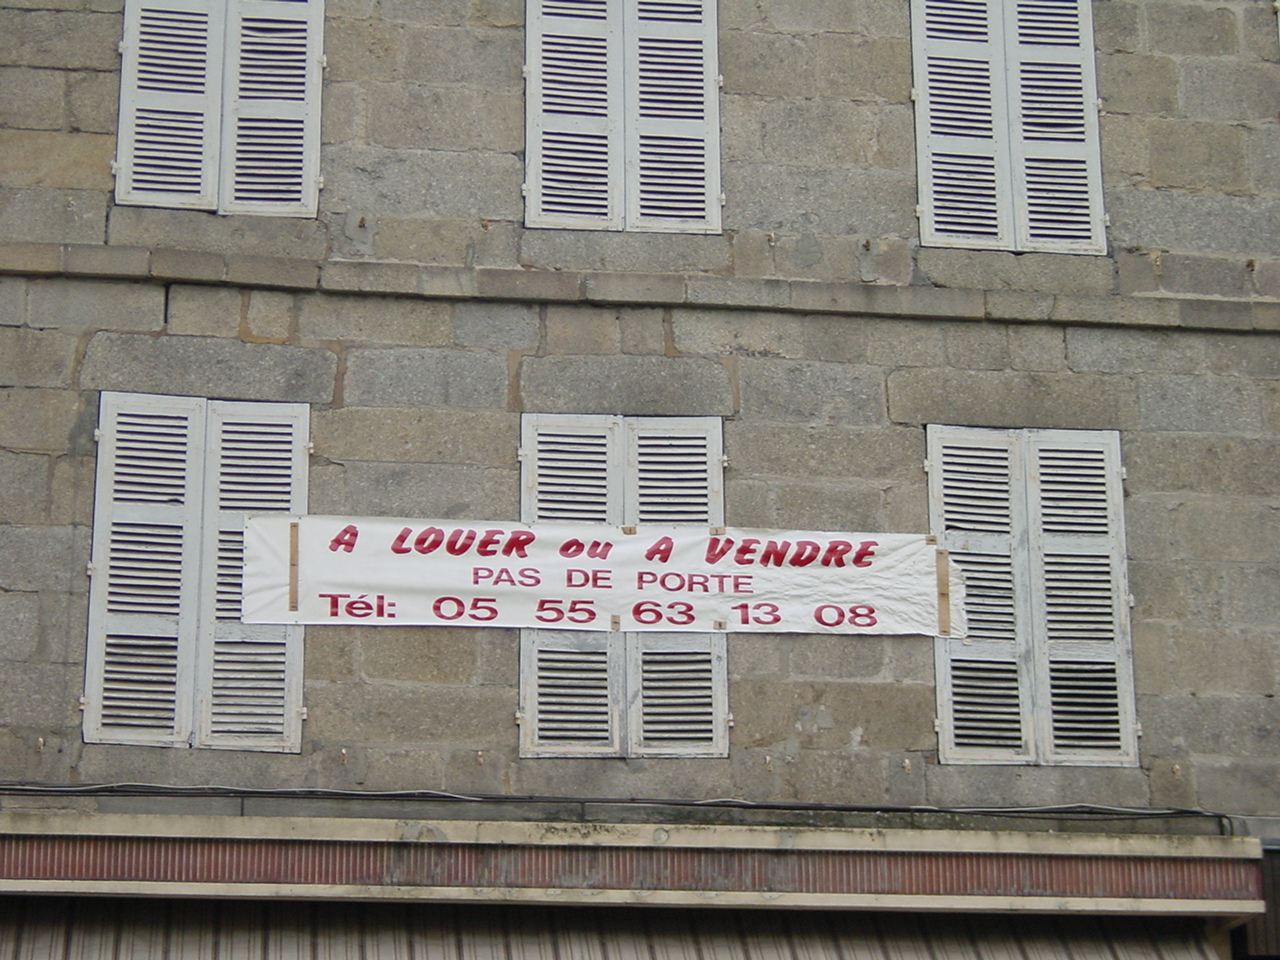 A LOUER ou A VENDRE
PAS DE PORTE
Tél: 05 55 63 13 08